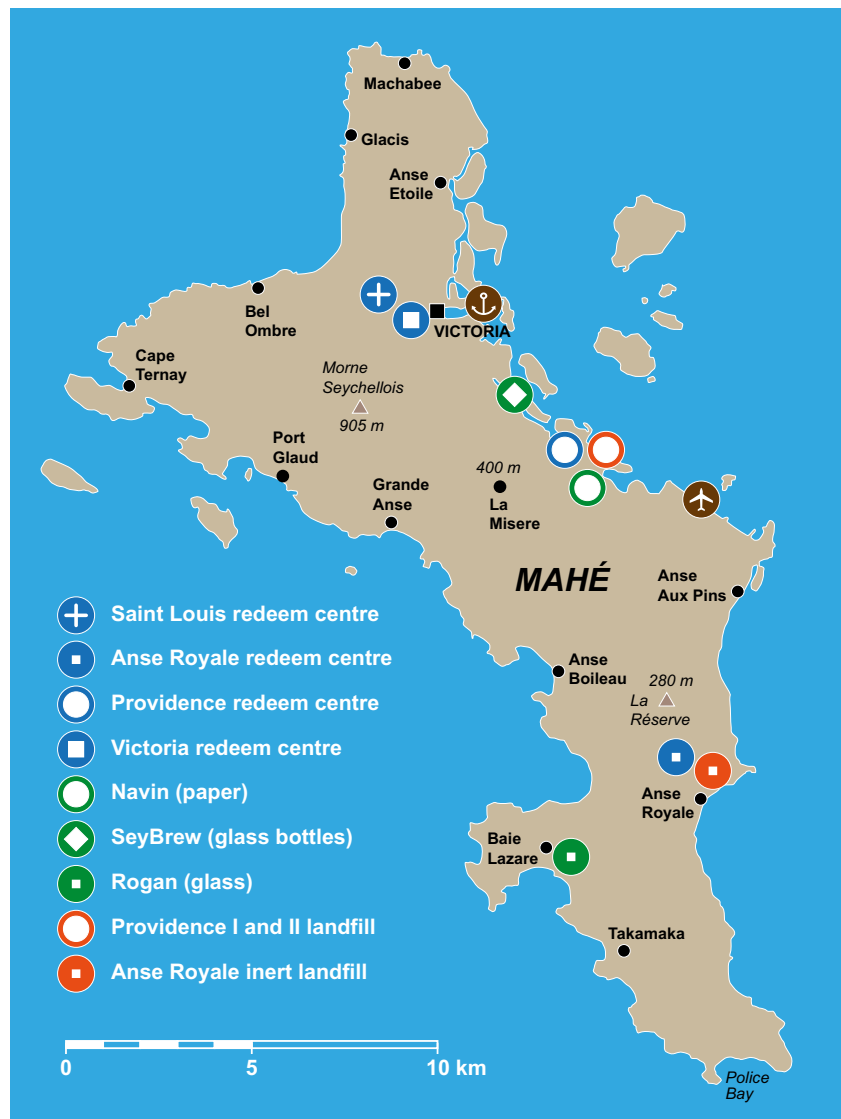 Machabee
Glacis
Anse
Etoile
Bel
Ombre
VICTORIA
Cape
Ternay
Morne
Seychellois
905 m
Port
Glaud
Grande
Anse
400 m
La
Misere
MAHÉ
Anse
Aux Pins
Anse
Boileau
280 m
La
Réserve
Anse
Royale
Baie
Lazare
Takamaka
Police
Bay
Saint Louis redeem centre
Anse Royale redeem centre
Providence redeem centre
Victoria redeem centre
Navin (paper)
SeyBrew (glass bottles)
Rogan (glass)
Providence I and II landfill
Anse Royale inert landfill
0 5 10 km